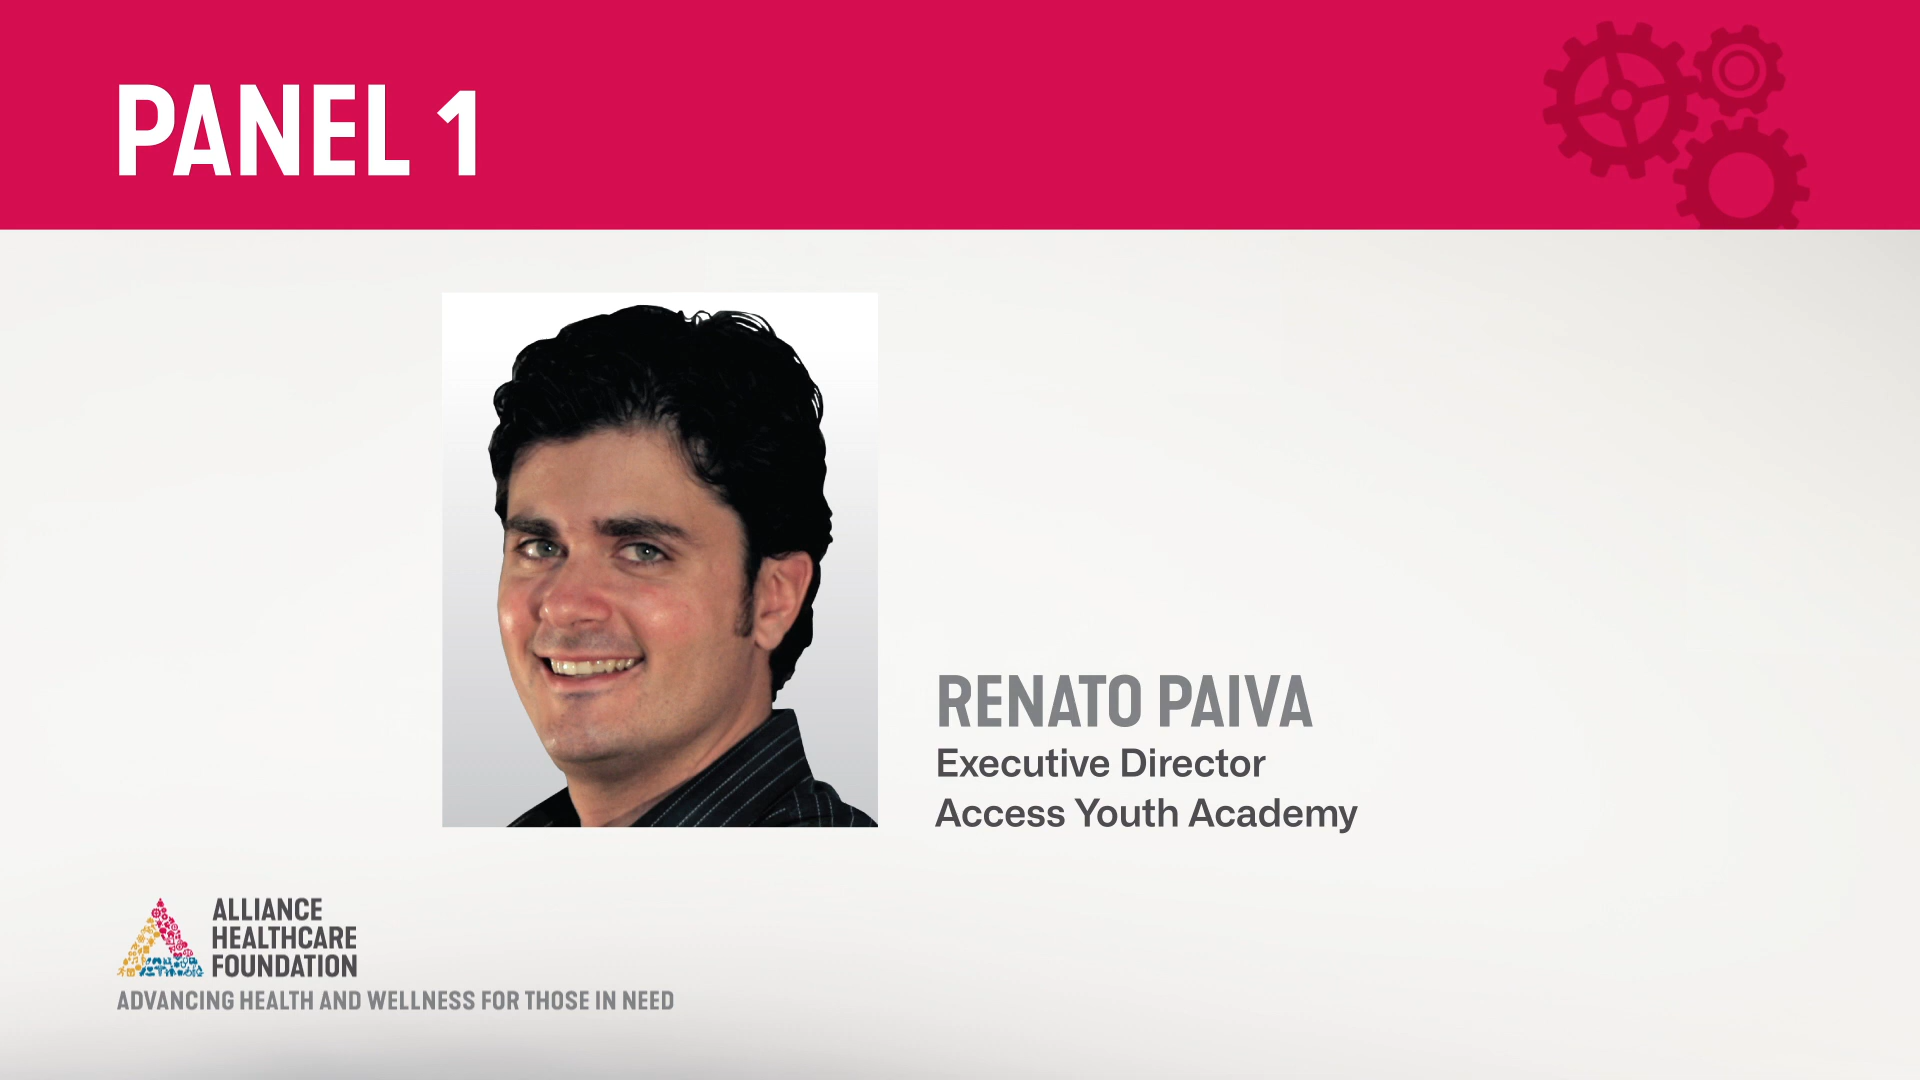 PANEL 1
RENATO PAIVA
Executive Director
Access Youth Academy
ALLIANCE
HEALTHCARE
FOUNDATION
ADVANCING HEALTH AND WELLNESS FOR THOSE IN NEED